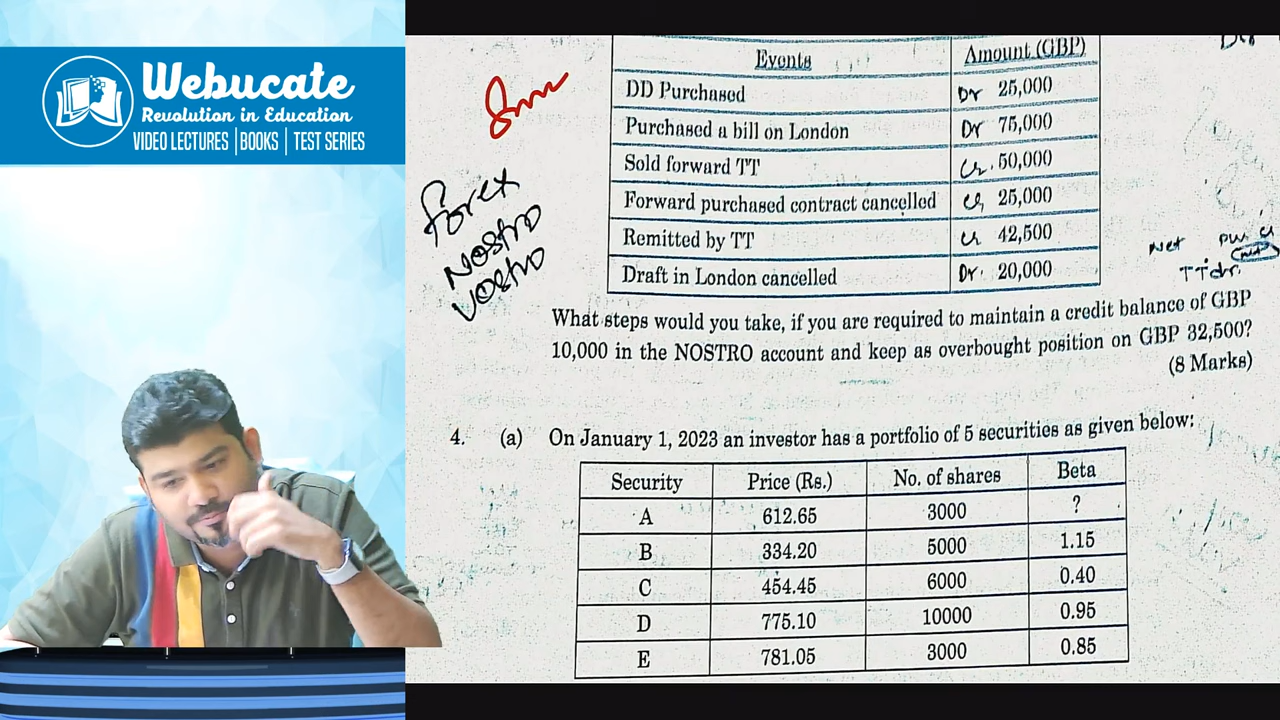 Webucate
Revolution in Education
VIDEO LECTURES | BOOKS | TEST SERIES
8m
Forex
NOSTRO
VOSTRO
Events Amount (GBP)
DD Purchased Dr 25,000
Purchased a bill on London Dr 75,000
Sold forward TT Cr. 50,000
Forward purchased contract cancelled Cr, 25,000
Remitted by TT Cr 42,500
Draft in London cancelled Dr. 20,000
Net
TT dr.
What steps would you take, if you are required to maintain a credit balance of GBP
10,000 in the NOSTRO account and keep as overbought position on GBP 32,500?
(8 Marks)
4. (a) On January 1, 2023 an investor has a portfolio of 5 securities as given below:
Security Price (Rs.) No. of shares Beta
A 612.65 3000 ?
B 334.20 5000 1.15
C 454.45 6000 0.40
D 775.10 10000 0.95
E 781.05 3000 0.85